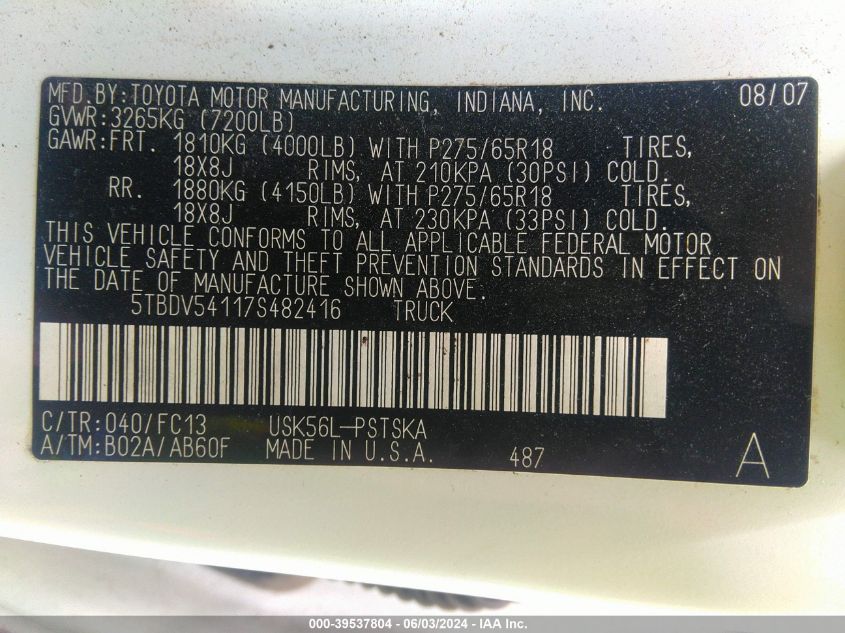 MFD.BY:TOYOTA MOTOR MANUFACTURING, INDIANA, INC. 08/07
GVWR:3265KG (7200LB)
GAWR:FRT. 1810KG (4000LB) WITH P275/65R18 TIRES,
18X8J RIMS, AT 210KPA (30PSI) COLD.
RR. 1880KG (4150LB) WITH P275/65R18 TIRES,
18X8J RIMS, AT 230KPA (33PSI) COLD.
THIS VEHICLE CONFORMS TO ALL APPLICABLE FEDERAL MOTOR
VEHICLE SAFETY AND THEFT PREVENTION STANDARDS IN EFFECT ON
THE DATE OF MANUFACTURE SHOWN ABOVE.
5TBDV54117S482416 TRUCK
C/TR:040/FC13 USK56L-PSTSKA
A/TM:B02A/AB60F MADE IN U.S.A. 487 A
000-39537804 - 06/03/2024 - IAA Inc.